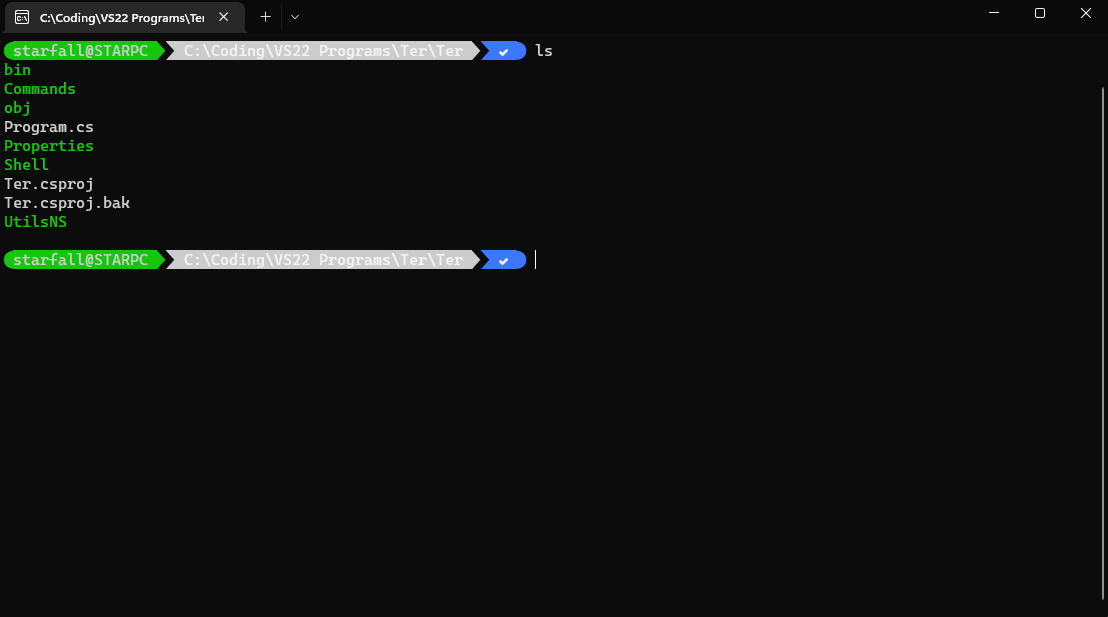 C:\Coding\VS22 Programs\Ter
starfall@STARPC C:\Coding\VS22 Programs\Ter\Ter ✔ ls
bin
Commands
obj
Program.cs
Properties
Shell
Ter.csproj
Ter.csproj.bak
UtilsNS
starfall@STARPC C:\Coding\VS22 Programs\Ter\Ter ✔